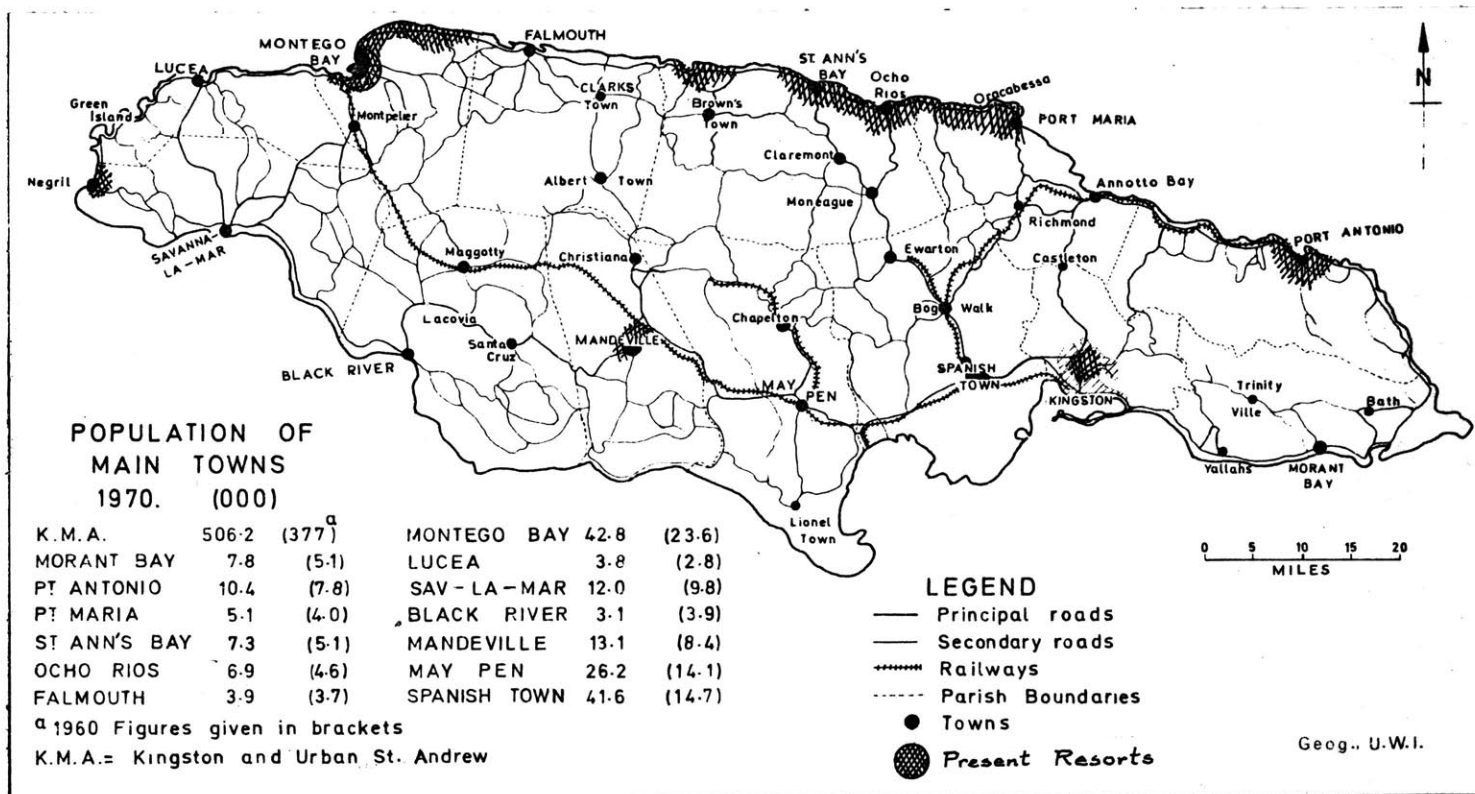 MONTEGO
BAY
LUCEA
FALMOUTH
ST. ANN'S
BAY
Ocho
Rios
Oracabessa
N
Green
Island
Montpelier
CLARKS
Town
Brown's
Town
PORT MARIA
Claremont
Negril
Albert Town
Moneague
Annotto Bay
Richmond
SAVANNA-
LA-MAR
Maggotty
Christiana
Ewarton
Castleton
PORT ANTONIO
Lacovia
Santa
Cruz
MANDEVILLE
Chapelton
Bog Walk
BLACK RIVER
MAY PEN
SPANISH
TOWN
KINGSTON
Trinity
Ville
Bath
Yallahs
MORANT
BAY
Lionel
Town
POPULATION OF
MAIN TOWNS
1970. (000)
K.M.A. 506·2 (377)a MONTEGO BAY 42·8 (23·6)
MORANT BAY 7·8 (5·1) LUCEA 3·8 (2·8)
PT ANTONIO 10·4 (7·8) SAV-LA-MAR 12·0 (9·8)
PT MARIA 5·1 (4·0) BLACK RIVER 3·1 (3·9)
ST ANN'S BAY 7·3 (5·1) MANDEVILLE 13·1 (8·4)
OCHO RIOS 6·9 (4·6) MAY PEN 26·2 (14·1)
FALMOUTH 3·9 (3·7) SPANISH TOWN 41·6 (14·7)
a 1960 Figures given in brackets
K.M.A.= Kingston and Urban St. Andrew
0 5 10 15 20
MILES
LEGEND
Principal roads
Secondary roads
Railways
Parish Boundaries
Towns
Present Resorts
Geog., U.W.I.